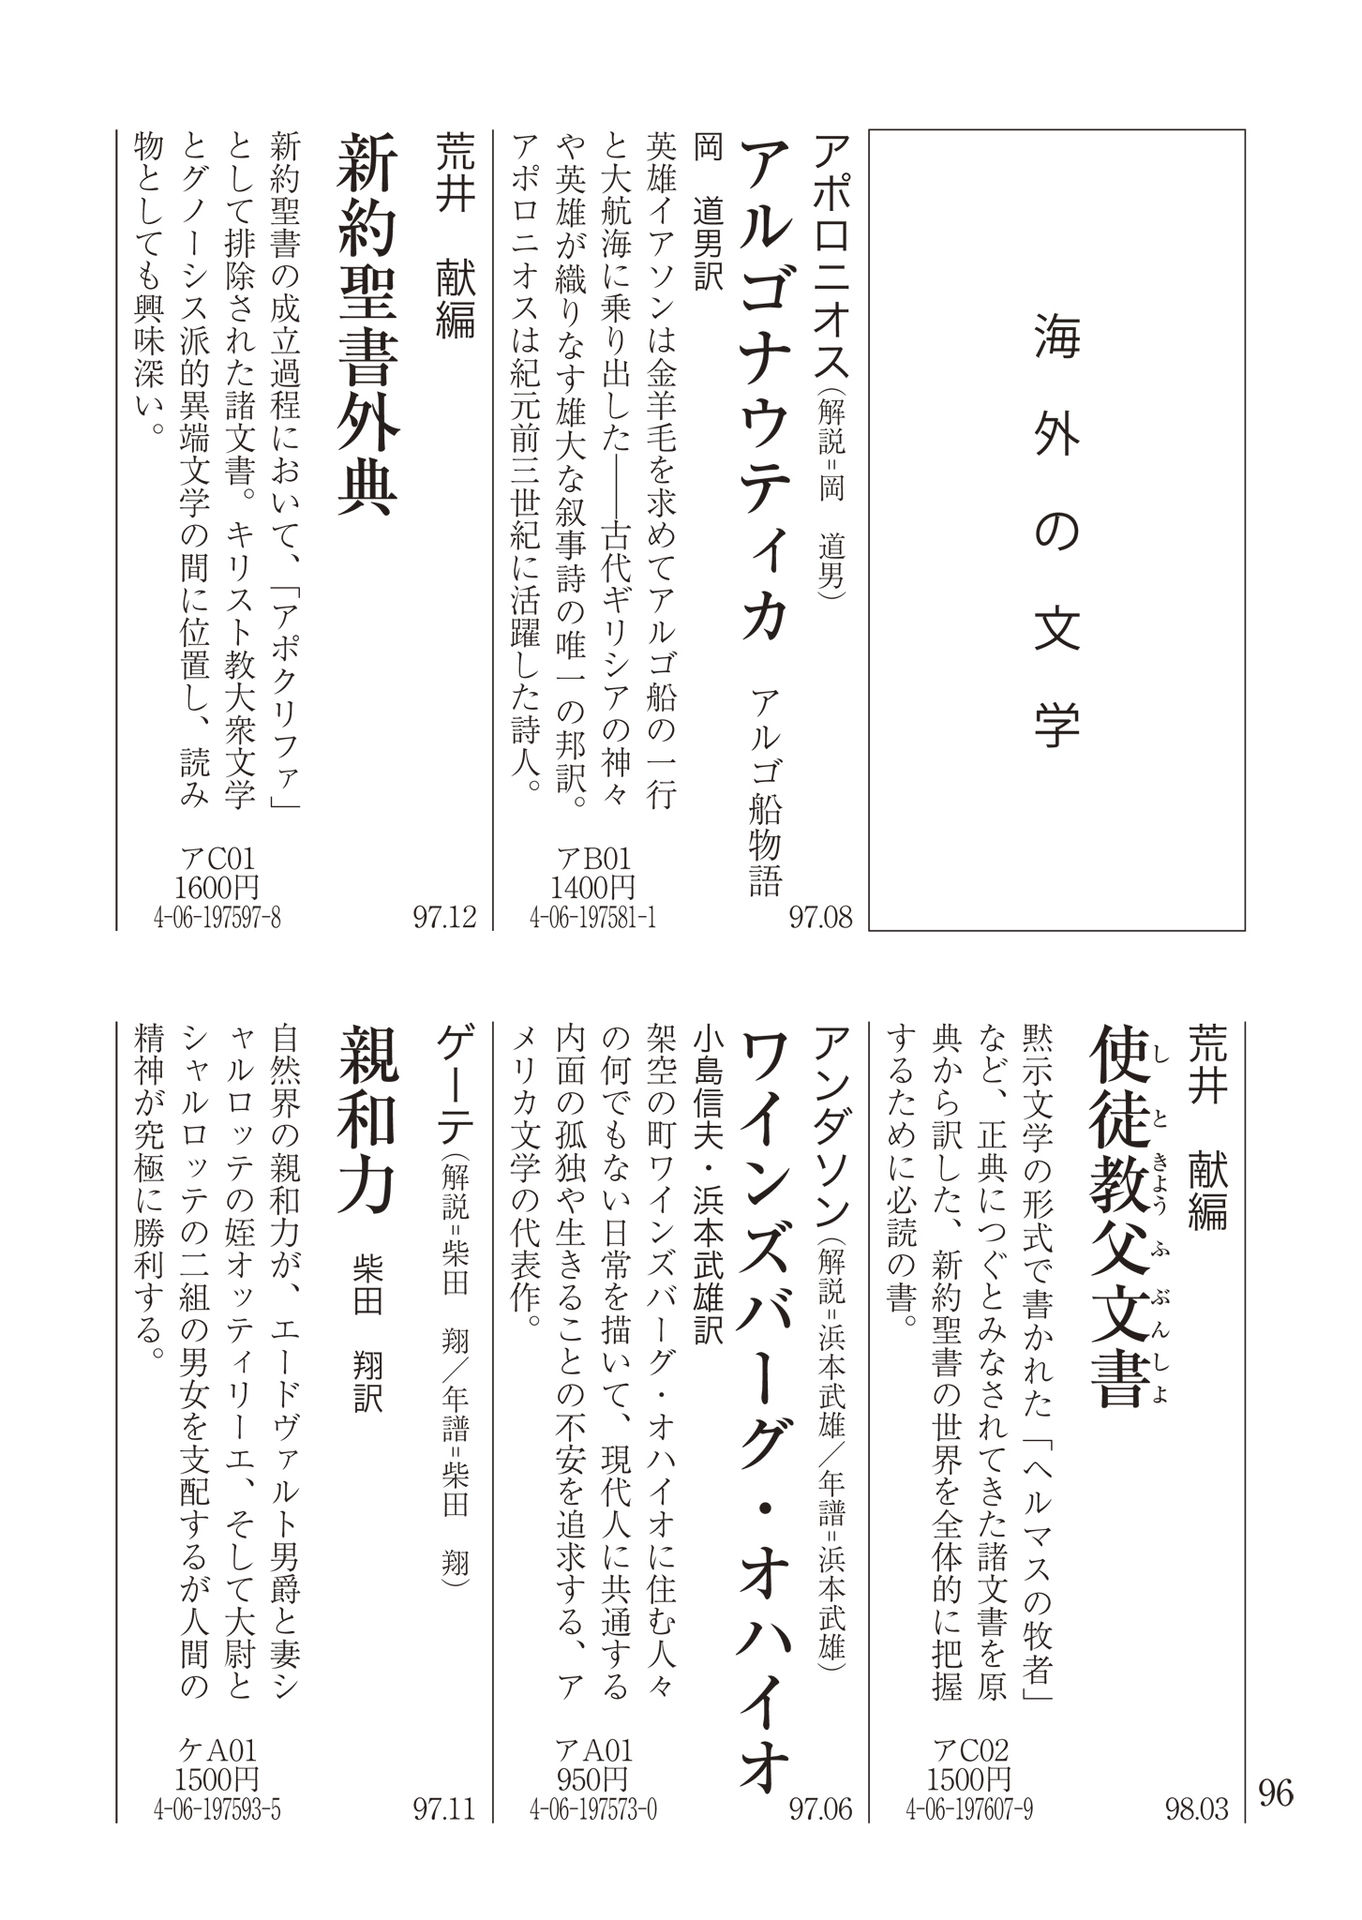 海外の文学
アポロニオス（解説=岡　道男）
アルゴナウティカ　アルゴ船物語
岡　道男訳
英雄イアソンは金羊毛を求めてアルゴ船の一行
と大航海に乗り出した――古代ギリシアの神々
や英雄が織りなす雄大な叙事詩の唯一の邦訳。
アポロニオスは紀元前三世紀に活躍した詩人。
アB01
1400円
4-06-197581-1
97.08
荒井　献編
新約聖書外典
新約聖書の成立過程において、「アポクリファ」
として排除された諸文書。キリスト教大衆文学
とグノーシス派的異端文学の間に位置し、読み
物としても興味深い。
アC01
1600円
4-06-197597-8
97.12
荒井　献編
使徒教父文書
しときようふぶんしよ
黙示文学の形式で書かれた「ヘルマスの牧者」
など、正典につぐとみなされてきた諸文書を原
典から訳した、新約聖書の世界を全体的に把握
するために必読の書。
アC02
1500円
4-06-197607-9
98.03
アンダソン（解説=浜本武雄／年譜=浜本武雄）
ワインズバーグ・オハイオ
小島信夫・浜本武雄訳
架空の町ワインズバーグ・オハイオに住む人々
の何でもない日常を描いて、現代人に共通する
内面の孤独や生きることの不安を追求する、ア
メリカ文学の代表作。
アA01
950円
4-06-197573-0
97.06
ゲーテ（解説=柴田　翔／年譜=柴田　翔）
親和力　柴田　翔訳
自然界の親和力が、エードヴァルト男爵と妻シ
ャルロッテの姪オッティリーエ、そして大尉と
シャルロッテの二組の男女を支配するが人間の
精神が究極に勝利する。
ケA01
1500円
4-06-197593-5
97.11
96